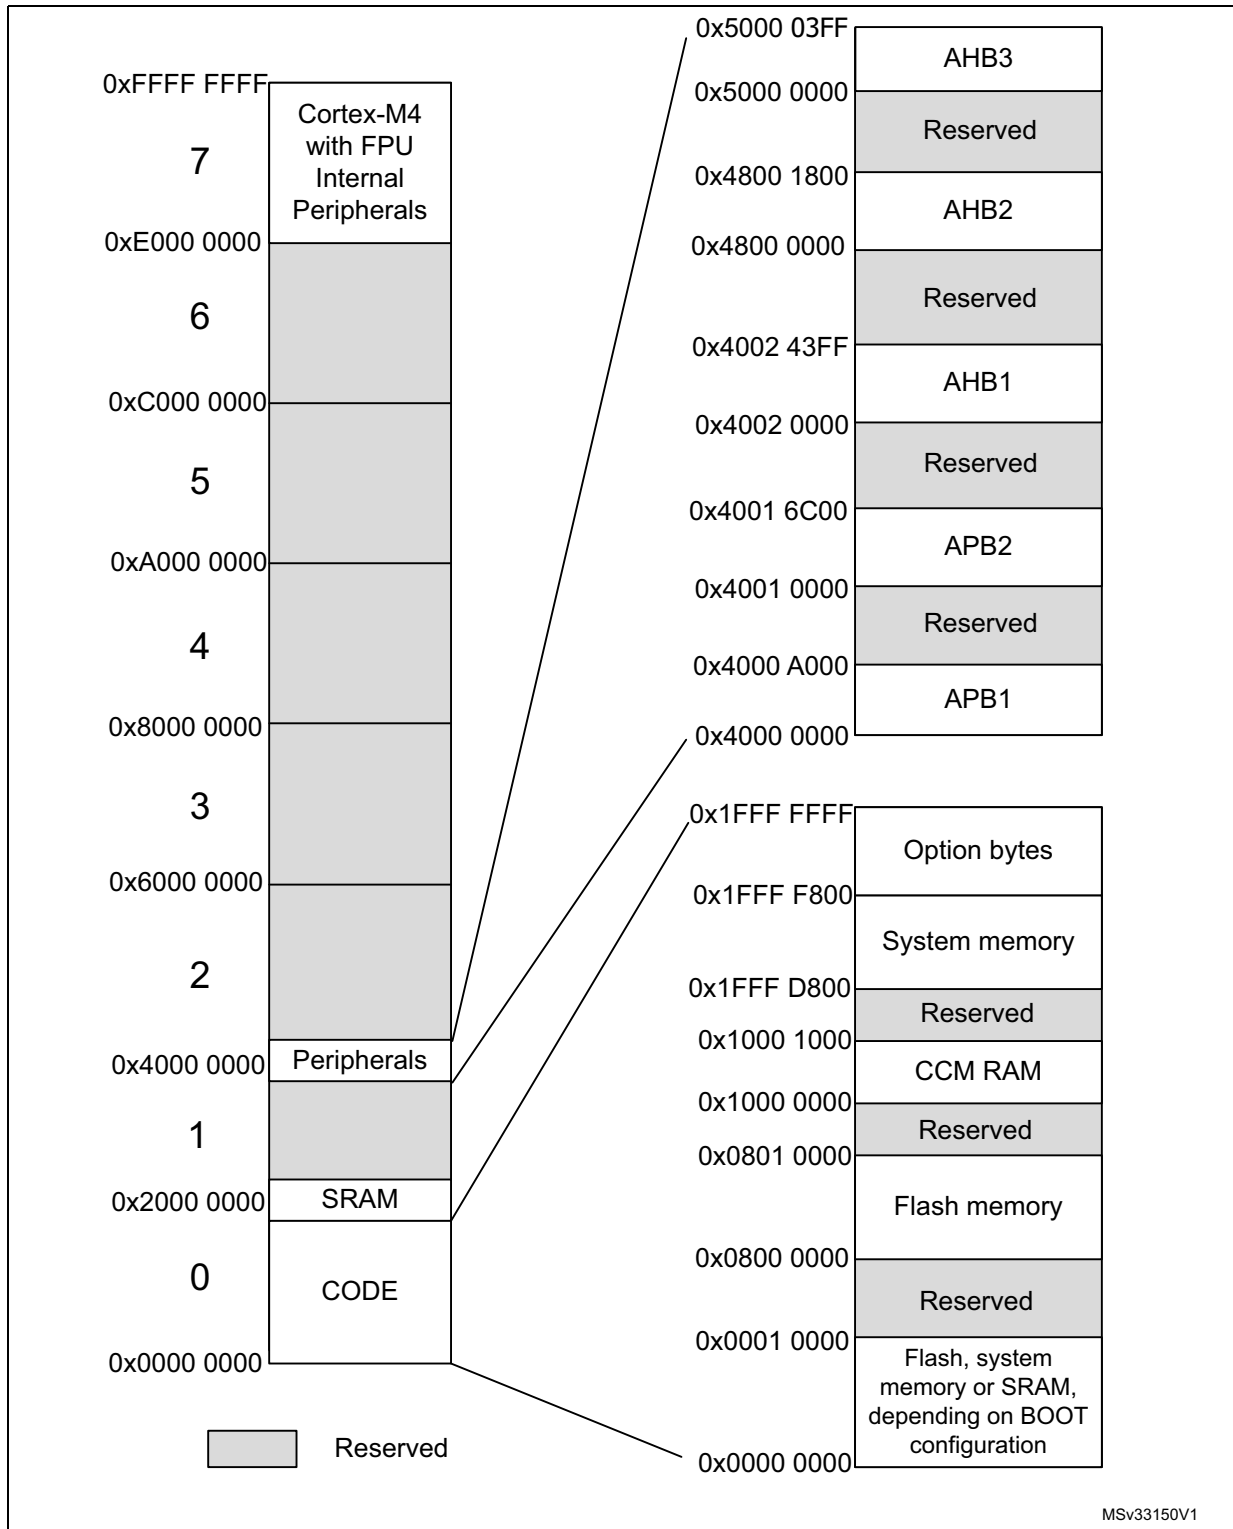 0xFFFF FFFF
Cortex-M4
with FPU
Internal
Peripherals
7
0xE000 0000
6
0xC000 0000
5
0xA000 0000
4
0x8000 0000
3
0x6000 0000
2
0x4000 0000
Peripherals
1
0x2000 0000
SRAM
0
CODE
0x0000 0000
Reserved
0x5000 03FF
AHB3
0x5000 0000
Reserved
0x4800 1800
AHB2
0x4800 0000
Reserved
0x4002 43FF
AHB1
0x4002 0000
Reserved
0x4001 6C00
APB2
0x4001 0000
Reserved
0x4000 A000
APB1
0x4000 0000
0x1FFF FFFF
Option bytes
0x1FFF F800
System memory
0x1FFF D800
Reserved
0x1000 1000
CCM RAM
0x1000 0000
Reserved
0x0801 0000
Flash memory
0x0800 0000
Reserved
0x0001 0000
Flash, system
memory or SRAM,
depending on BOOT
configuration
0x0000 0000
MSv33150V1